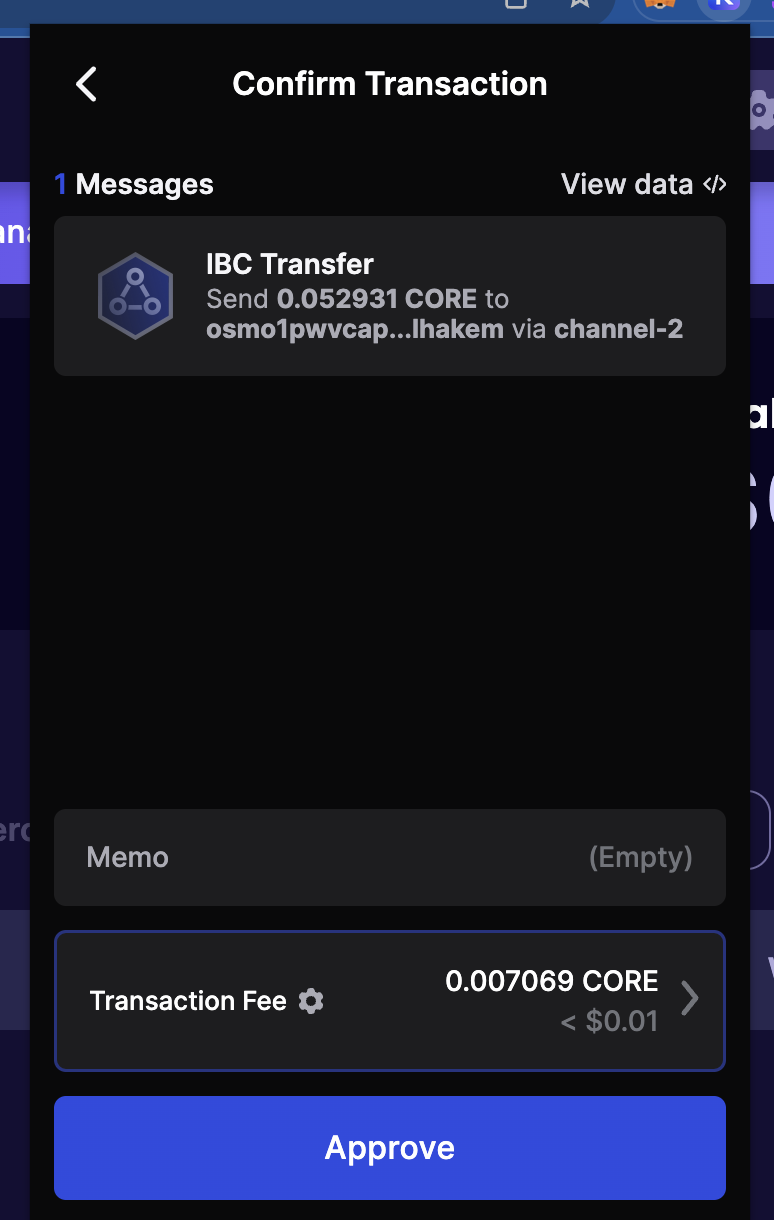 Confirm Transaction
1 Messages
View data </>
IBC Transfer
Send 0.052931 CORE to
osmo1pwvcap...lhakem via channel-2
Memo
(Empty)
Transaction Fee
0.007069 CORE
< $0.01
Approve